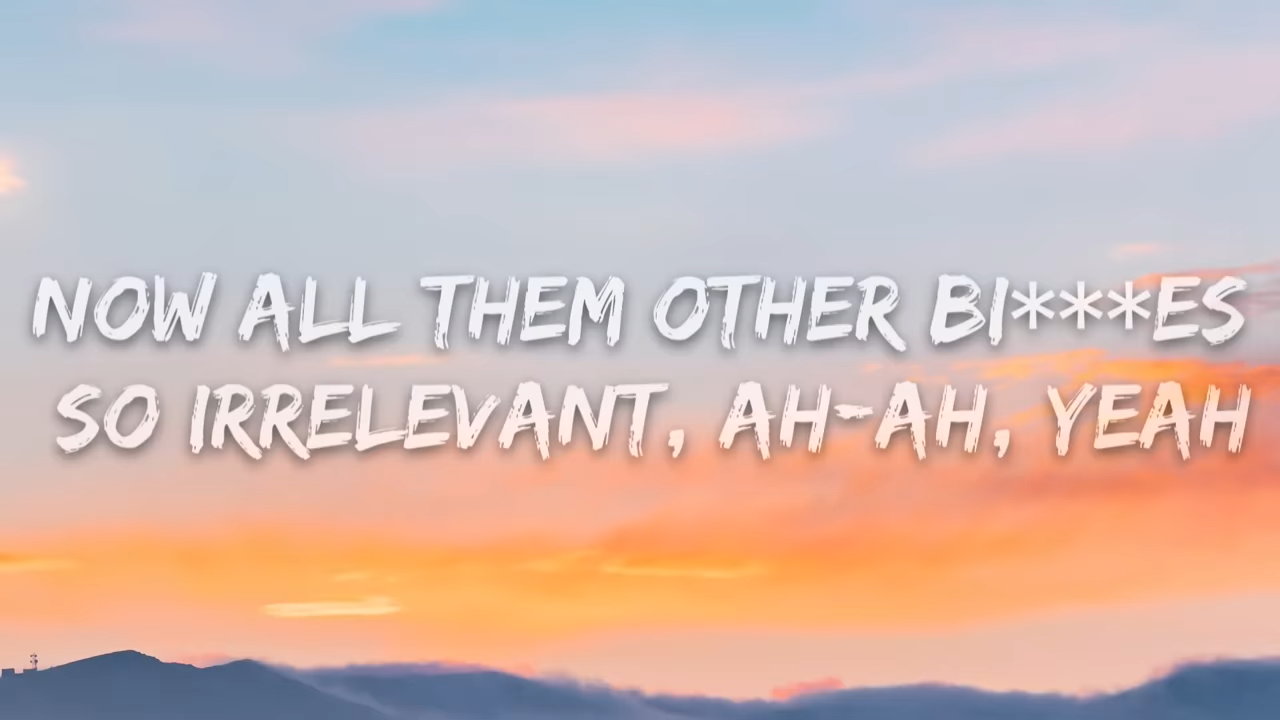 NOW ALL THEM OTHER BI***ES
SO IRRELEVANT, AH-AH, YEAH